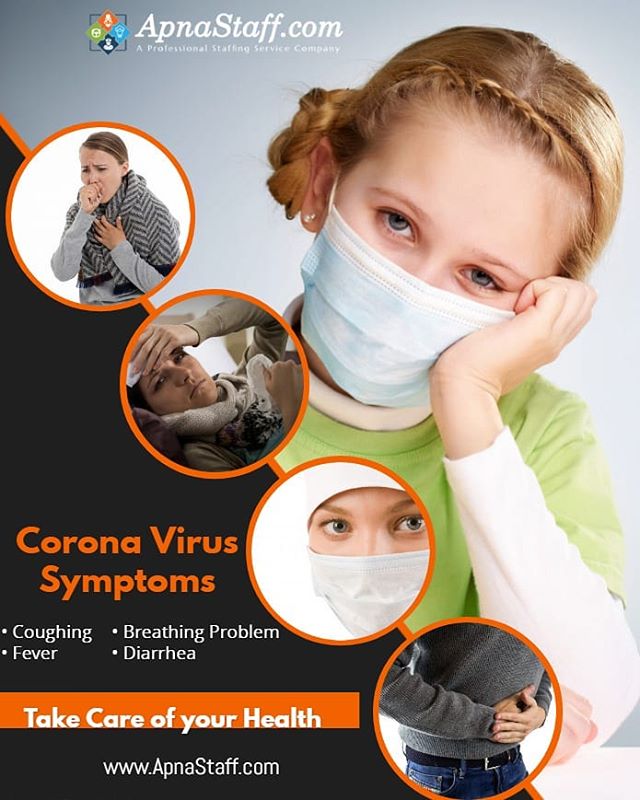 ApnaStaff.com
A Professional Staffing Service Company
Corona Virus
Symptoms
• Coughing • Breathing Problem
• Fever • Diarrhea
Take Care of your Health
www.ApnaStaff.com